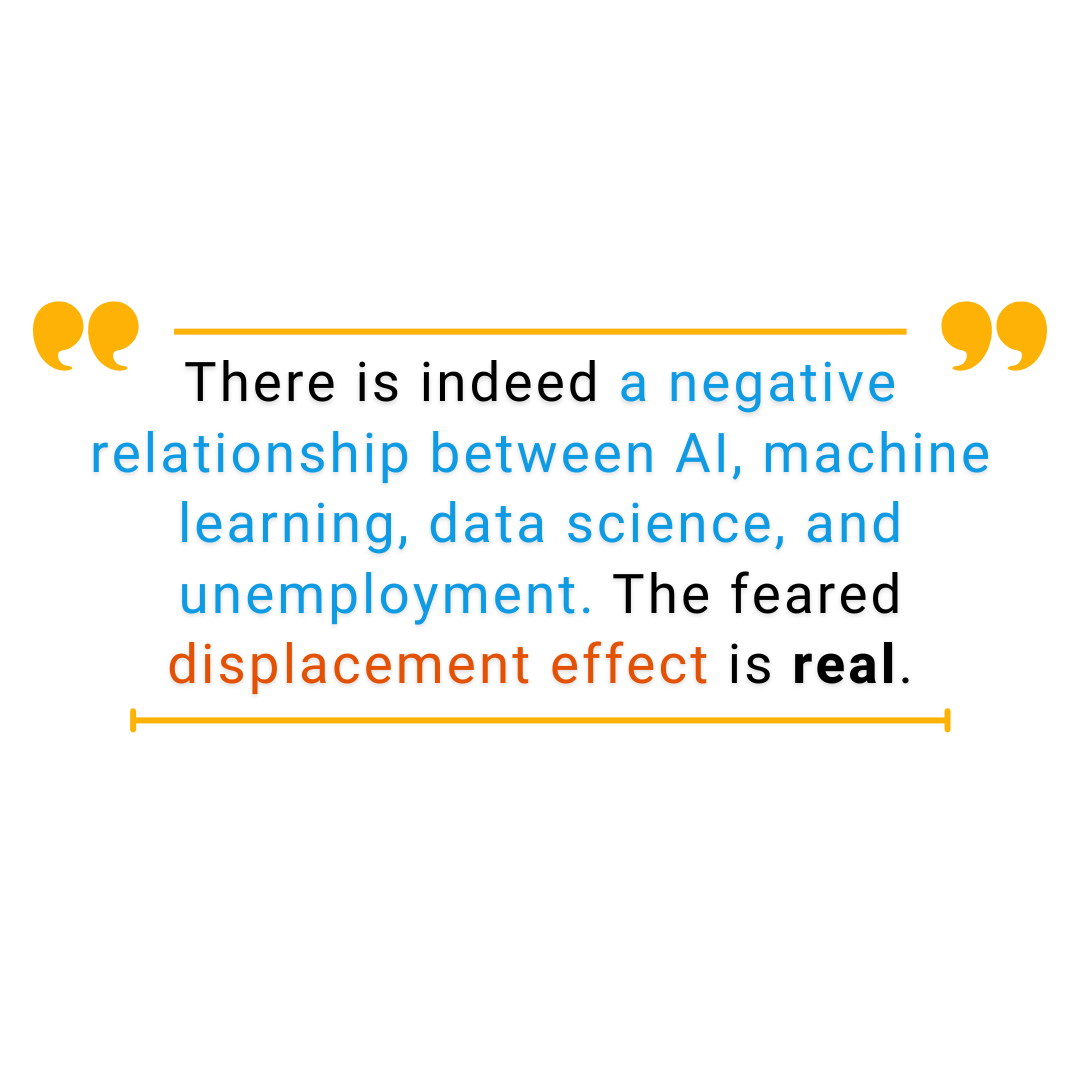 There is indeed a negative
relationship between AI, machine
learning, data science, and
unemployment. The feared
displacement effect is real.